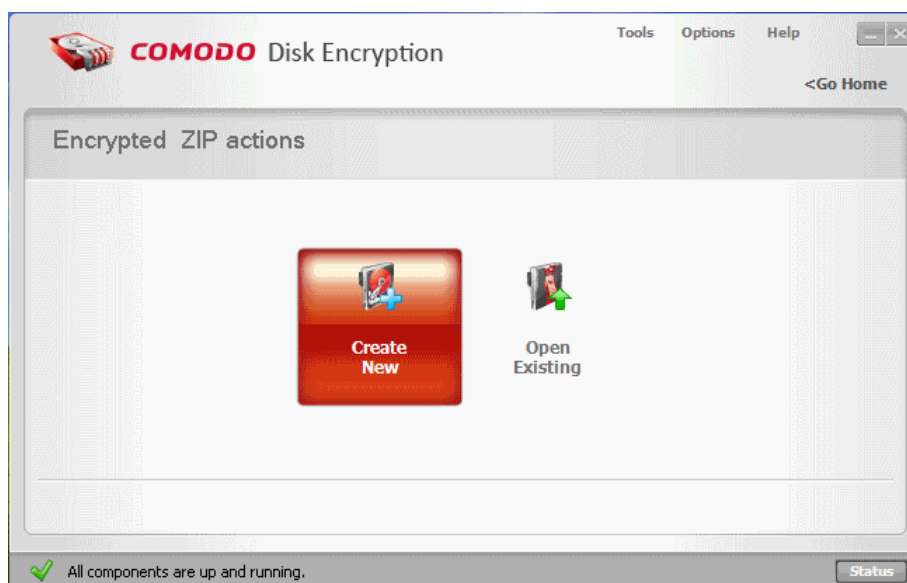 COMODO Disk Encryption
Tools Options Help
<Go Home
Encrypted ZIP actions
Create
New
Open
Existing
All components are up and running.
Status